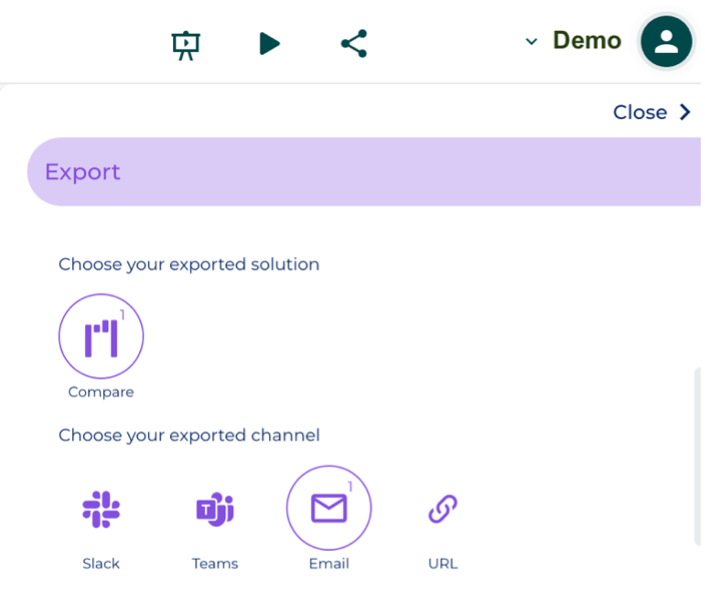 Demo
Close
Export
Choose your exported solution
1
Compare
Choose your exported channel
1
T
Slack Teams Email URL